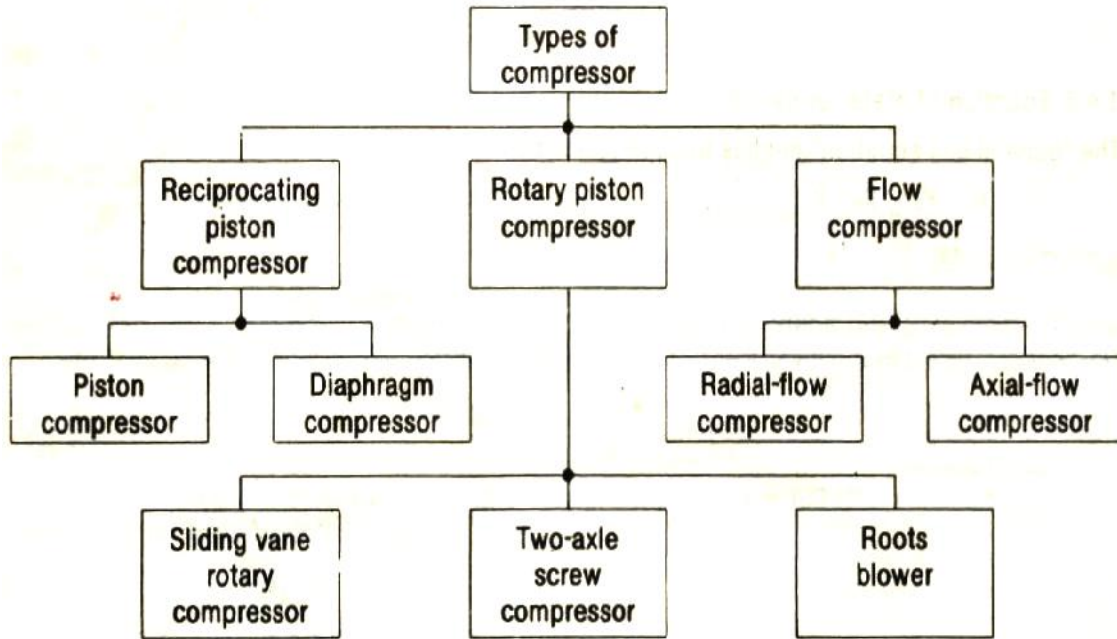 Types of
compressor
Reciprocating
piston
compressor
Rotary piston
compressor
Flow
compressor
Piston
compressor
Diaphragm
compressor
Radial-flow
compressor
Axial-flow
compressor
Sliding vane
rotary
compressor
Two-axle
screw
compressor
Roots
blower